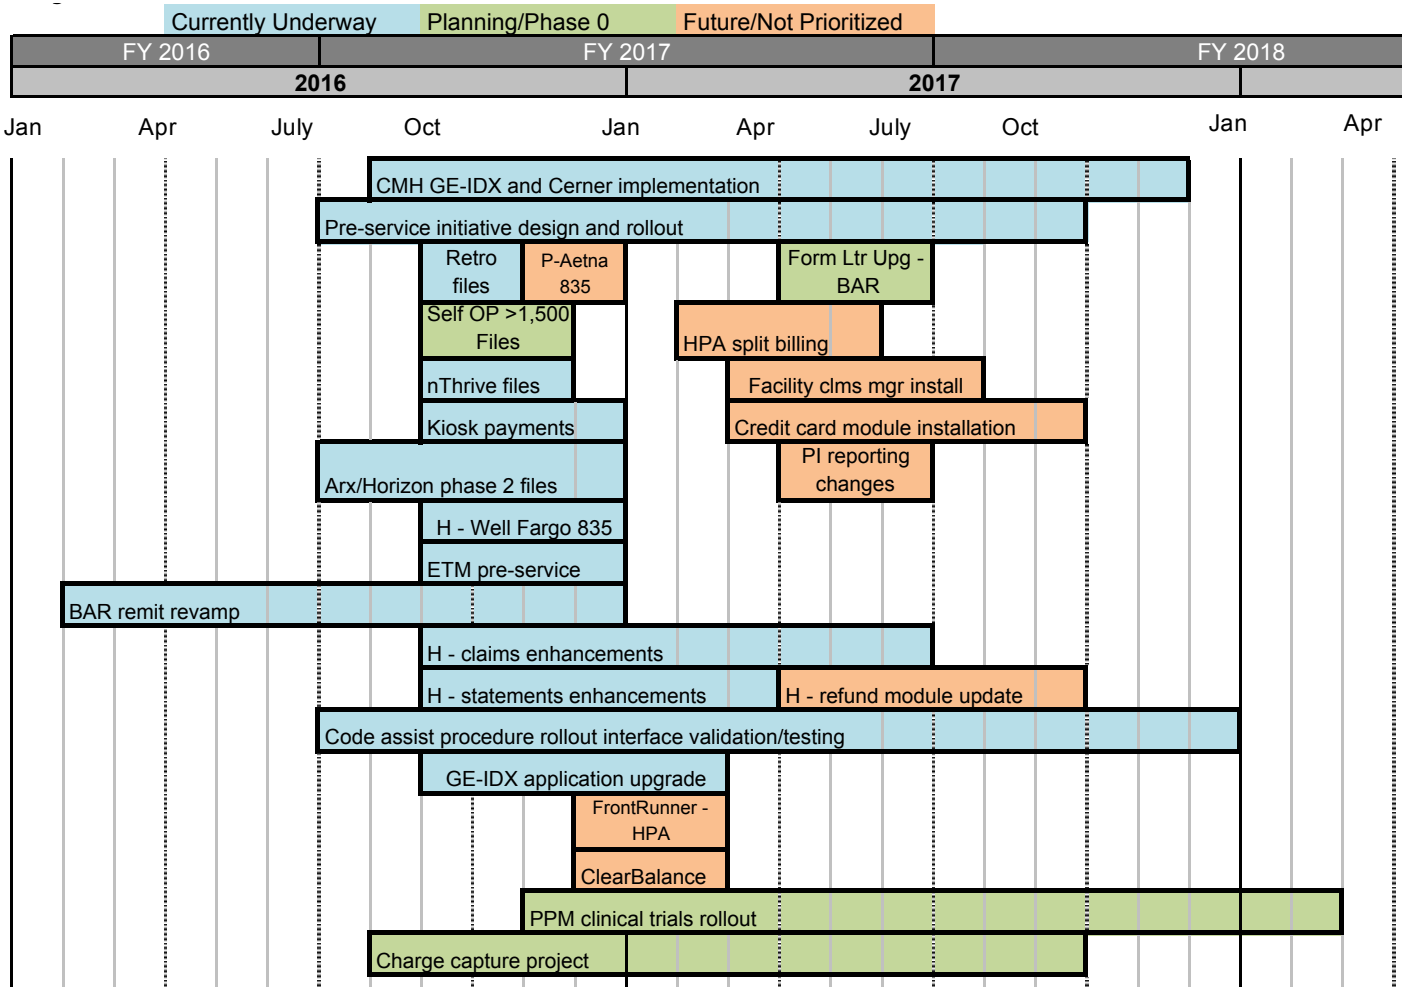 Currently Underway Planning/Phase 0 Future/Not Prioritized
FY 2016 FY 2017 FY 2018
2016 2017
Jan Apr July Oct Jan Apr July Oct Jan Apr
CMH GE-IDX and Cerner implementation
Pre-service initiative design and rollout
Retro
files
P-Aetna
835
Form Ltr Upg -
BAR
Self OP >1,500
Files
HPA split billing
nThrive files
Facility clms mgr install
Kiosk payments
Credit card module installation
Arx/Horizon phase 2 files
PI reporting
changes
H - Well Fargo 835
ETM pre-service
BAR remit revamp
H - claims enhancements
H - statements enhancements
H - refund module update
Code assist procedure rollout interface validation/testing
GE-IDX application upgrade
FrontRunner -
HPA
ClearBalance
PPM clinical trials rollout
Charge capture project